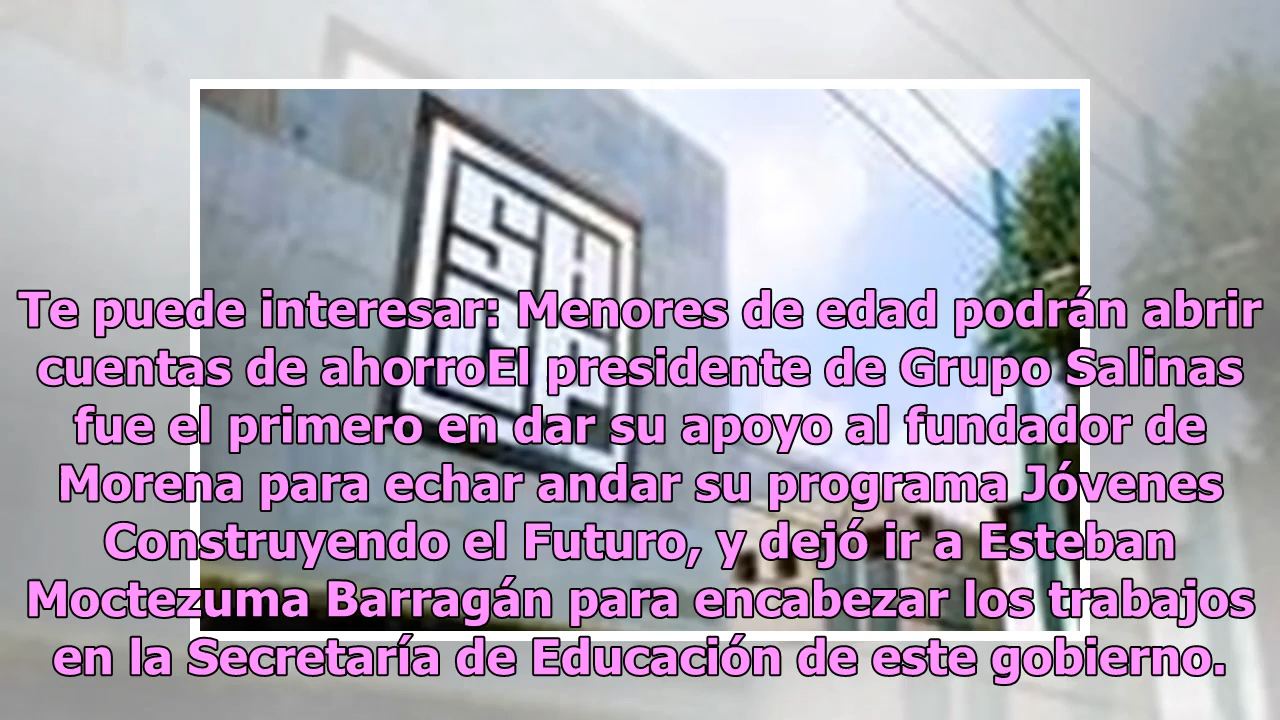 SH
CP
Te puede interesar: Menores de edad podrán abrir
cuentas de ahorroEl presidente de Grupo Salinas
fue el primero en dar su apoyo al fundador de
Morena para echar andar su programa Jóvenes
Construyendo el Futuro, y dejó ir a Esteban
Moctezuma Barragán para encabezar los trabajos
en la Secretaría de Educación de este gobierno.